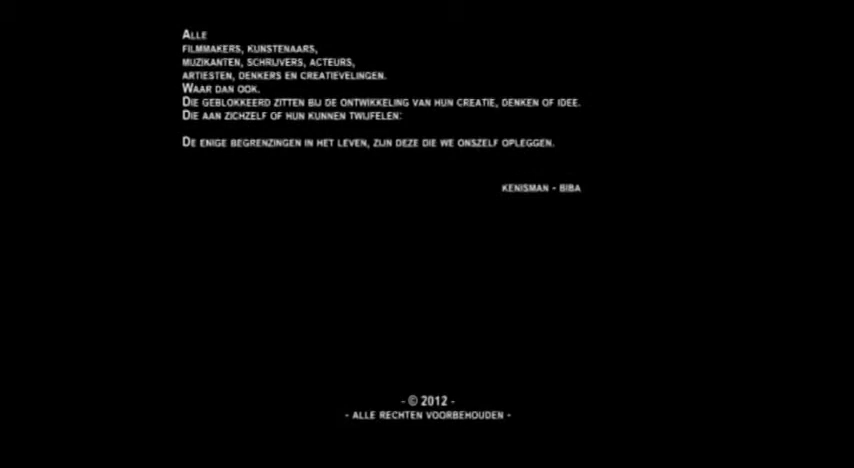 ALLE
FILMMAKERS, KUNSTENAARS,
MUZIKANTEN, SCHRIJVERS, ACTEURS,
ARTIESTEN, DENKERS EN CREATIEVELINGEN.
WAAR DAN OOK.
DIE GEBLOKKEERD ZITTEN BIJ DE ONTWIKKELING VAN HUN CREATIE, DENKEN OF IDEE.
DIE AAN ZICHZELF OF HUN KUNNEN TWIJFELEN:
DE ENIGE BEGRENZINGEN IN HET LEVEN, ZIJN DEZE DIE WE ONSZELF OPLEGGEN.
KENISMAN - BIBA
- © 2012 -
- ALLE RECHTEN VOORBEHOUDEN -